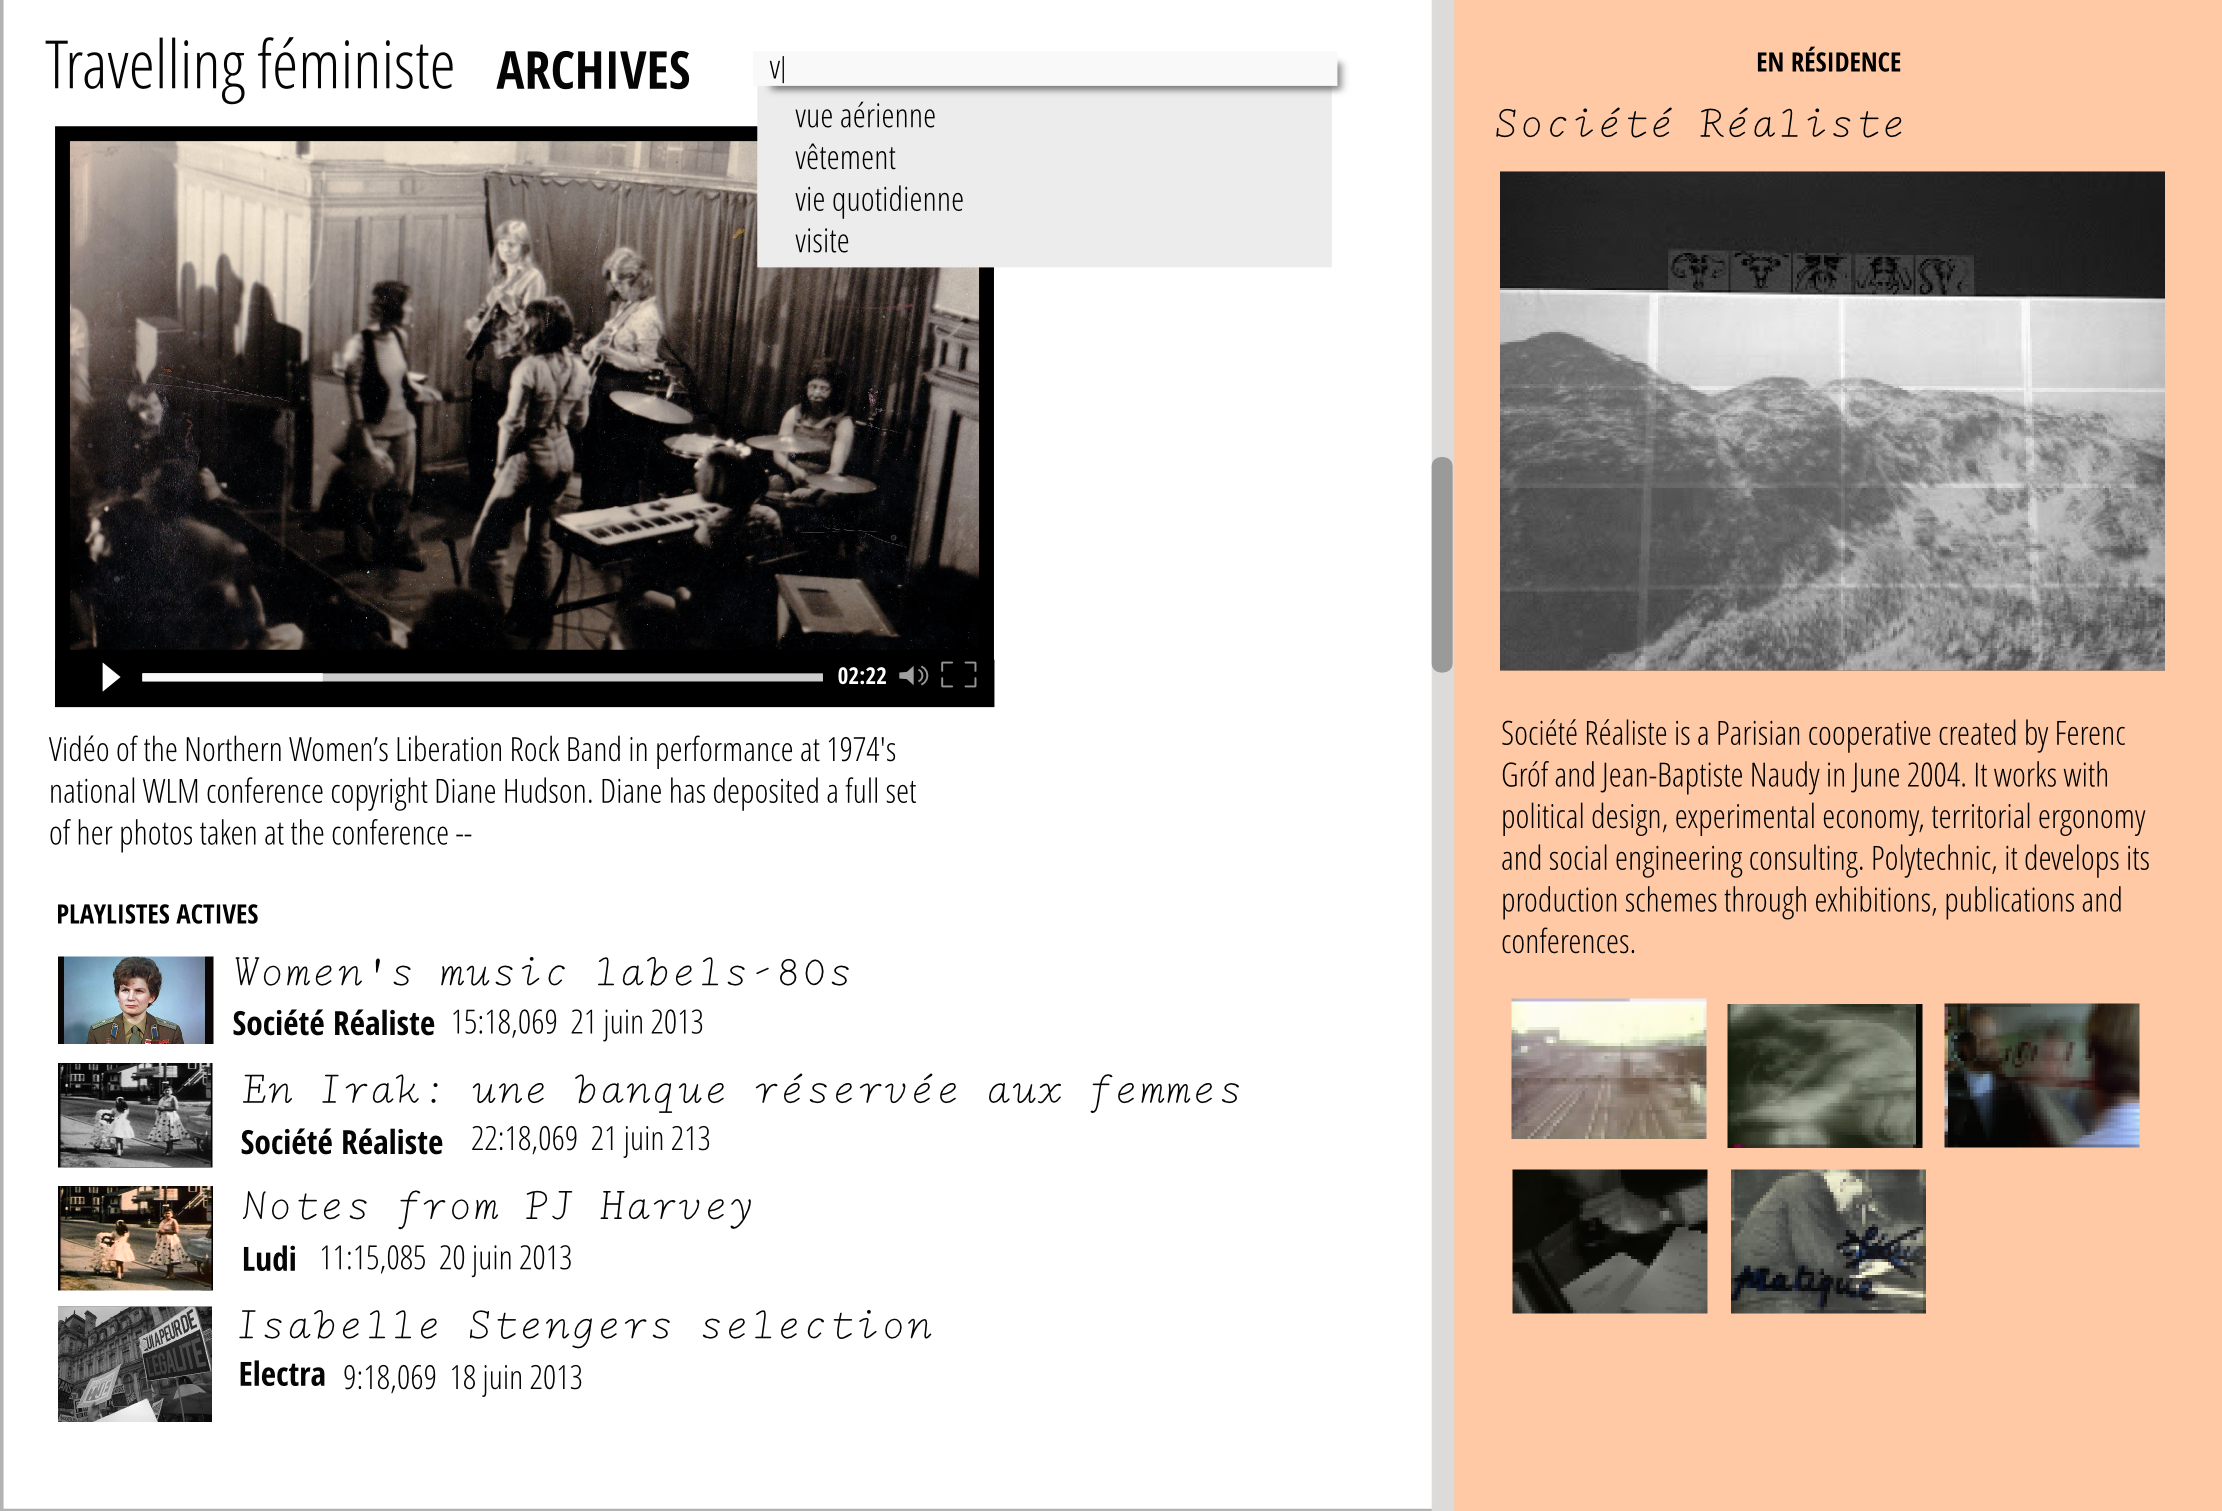 Travelling féministe ARCHIVES
v
vue aérienne
vêtement
vie quotidienne
visite
02:22
Vidéo of the Northern Women’s Liberation Rock Band in performance at 1974's
national WLM conference copyright Diane Hudson. Diane has deposited a full set
of her photos taken at the conference --
PLAYLISTES ACTIVES
Women's music labels-80s
Société Réaliste 15:18,069 21 juin 2013
En Irak: une banque réservée aux femmes
Société Réaliste 22:18,069 21 juin 213
Notes from PJ Harvey
Ludi 11:15,085 20 juin 2013
QUI A PEUR DE
L'EGALITE
Isabelle Stengers selection
Electra 9:18,069 18 juin 2013
EN RÉSIDENCE
Société Réaliste
Société Réaliste is a Parisian cooperative created by Ferenc
Gróf and Jean-Baptiste Naudy in June 2004. It works with
political design, experimental economy, territorial ergonomy
and social engineering consulting. Polytechnic, it develops its
production schemes through exhibitions, publications and
conferences.
Matique